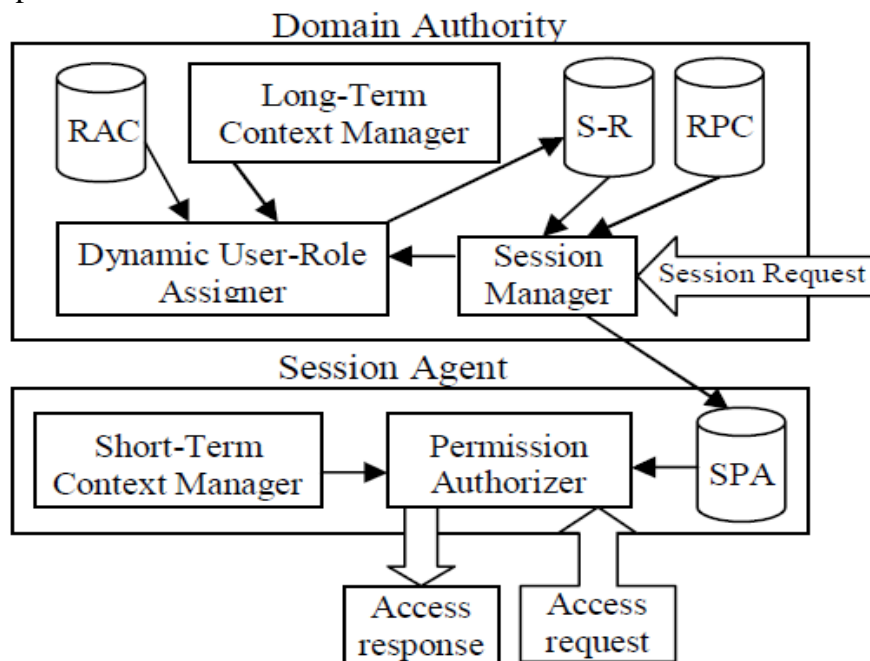 Domain Authority
RAC
Long-Term
Context Manager
S-R
RPC
Dynamic User-Role
Assigner
Session
Manager
Session Request
Session Agent
Short-Term
Context Manager
Permission
Authorizer
SPA
Access
response
Access
request